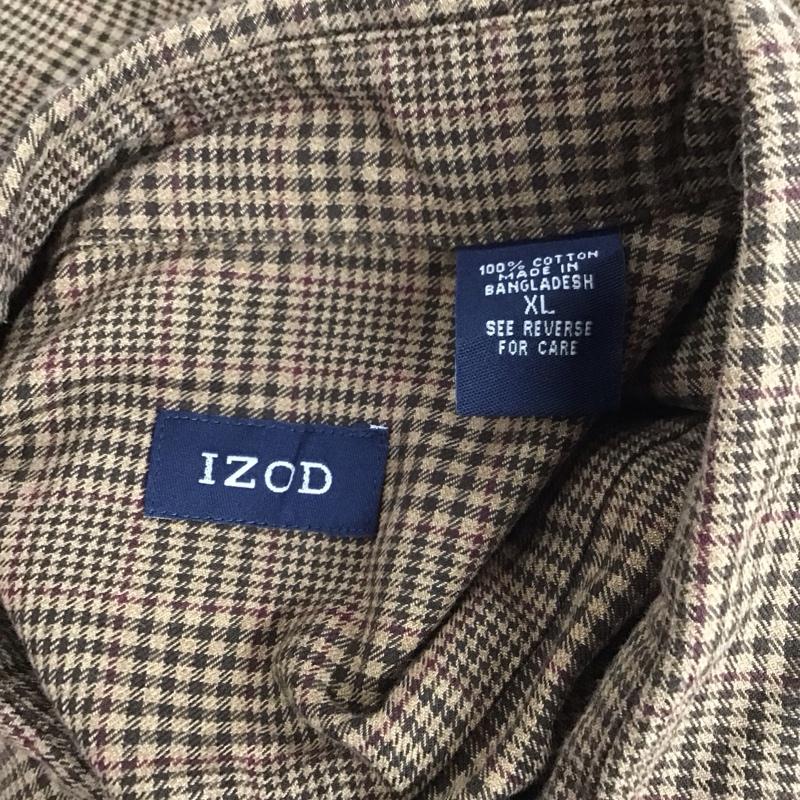 100% COTTON
MADE IN
BANGLADESH
XL
SEE REVERSE
FOR CARE
IZOD